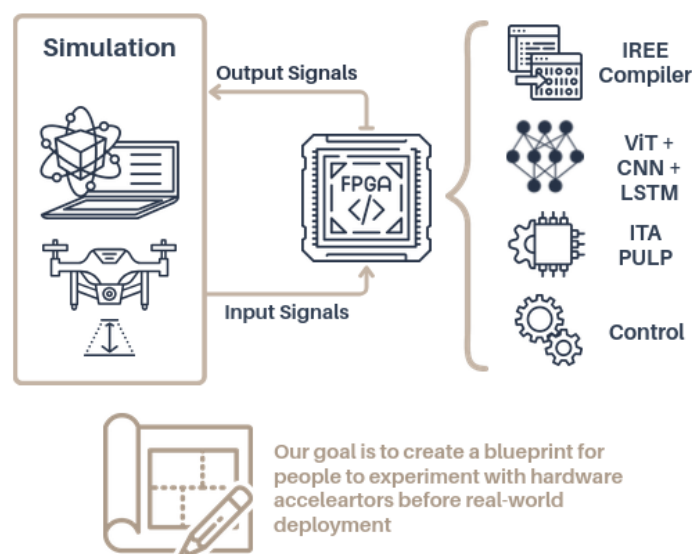 Simulation
Output Signals
FPGA
</>
Input Signals
IREE
Compiler
ViT +
CNN +
LSTM
ITA
PULP
Control
Our goal is to create a blueprint for
people to experiment with hardware
acceleartors before real-world
deployment